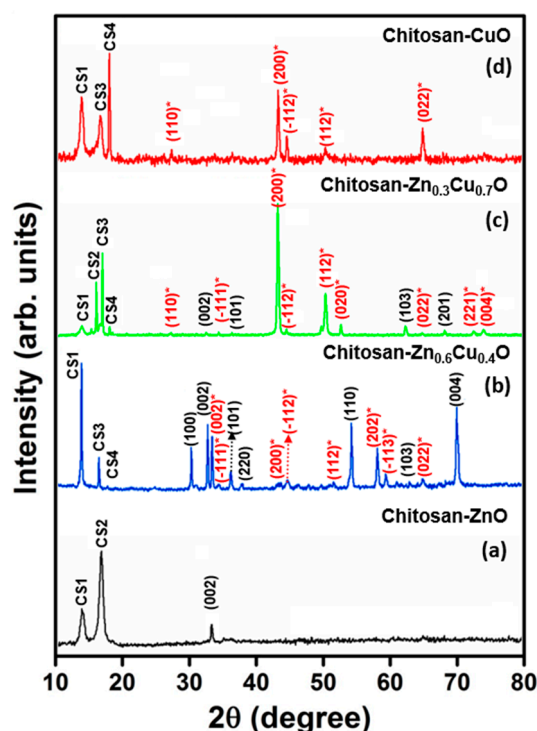 Chitosan-CuO
(d)
CS1
CS3
CS4
(110)*
(200)*
(-112)*
(112)*
(022)*
Chitosan-Zn0.3Cu0.7O
(c)
CS1
CS2
CS3
CS4
(110)*
(002)
(-111)*
(101)
(200)*
(-112)*
(112)*
(020)*
(103)
(022)*
(201)
(221)*
(004)*
Chitosan-Zn0.6Cu0.4O
(b)
CS1
CS3
CS4
(100)
(002)
(002)*
(-111)*
(101)
(220)
(200)*
(-112)*
(112)*
(110)
(202)*
(-113)*
(103)
(022)*
(004)
Chitosan-ZnO
(a)
CS1
CS2
(002)
Intensity (arb. units)
10 20 30 40 50 60 70 80
2θ (degree)